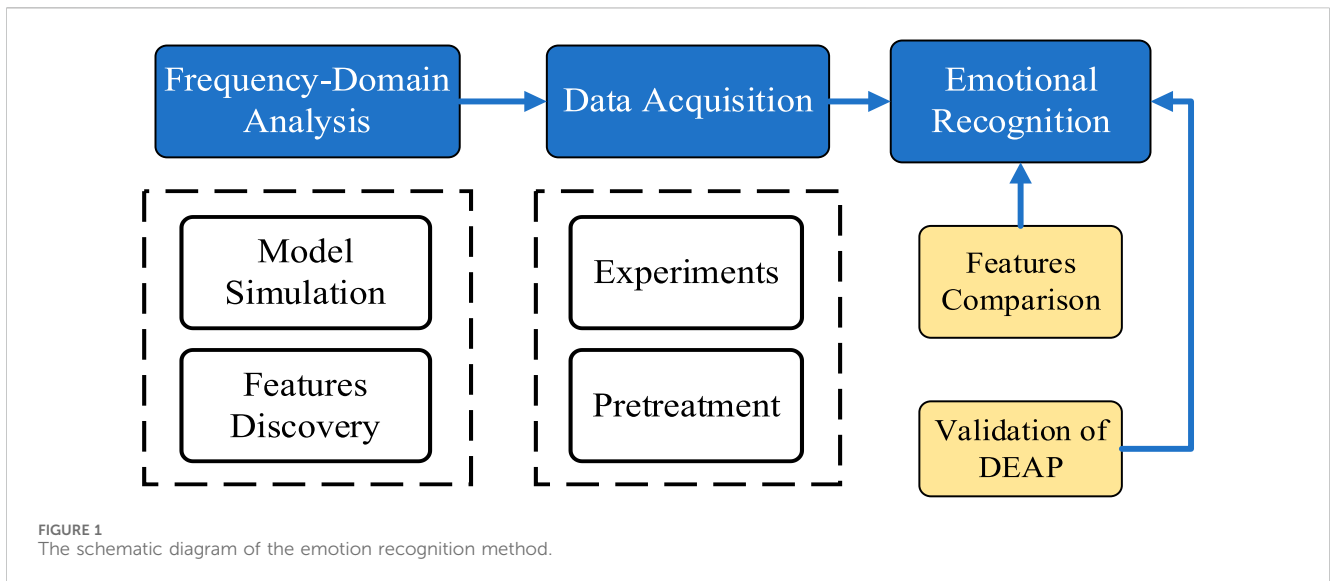 Frequency-Domain
Analysis
Data Acquisition
Emotional
Recognition
Model
Simulation
Features
Discovery
Experiments
Pretreatment
Features
Comparison
Validation of
DEAP
FIGURE 1
The schematic diagram of the emotion recognition method.